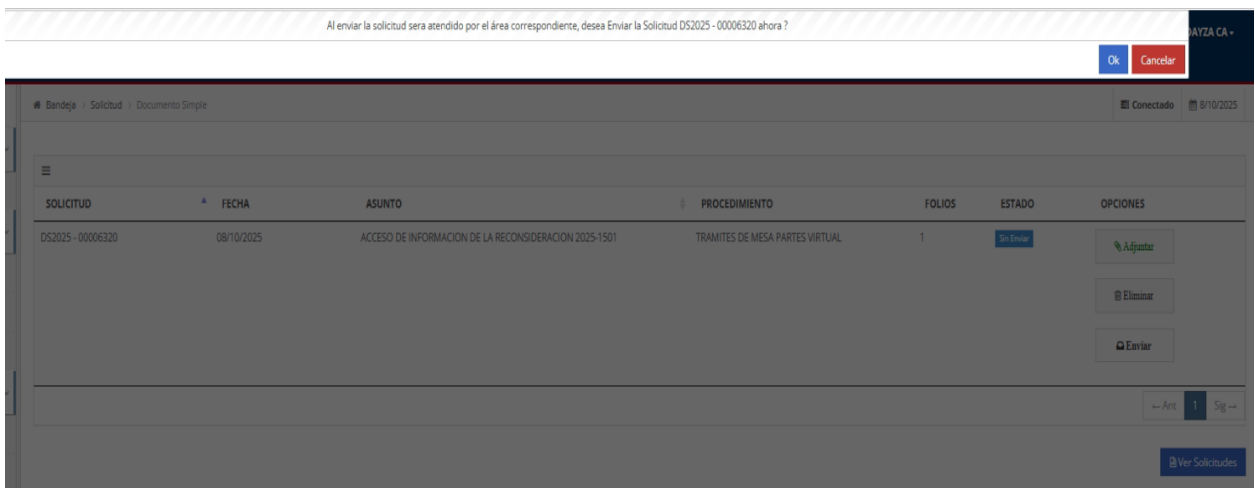 Al enviar la solicitud sera atendido por el área correspondiente, desea Enviar la Solicitud DS2025 - 00006320 ahora ?
AYZA CA
Ok Cancelar
Bandeja > Solicitud > Documento Simple Conectado 8/10/2025
SOLICITUD FECHA ASUNTO PROCEDIMIENTO FOLIOS ESTADO OPCIONES
DS2025 - 00006320 08/10/2025 ACCESO DE INFORMACION DE LA RECONSIDERACION 2025-1501 TRAMITES DE MESA PARTES VIRTUAL 1 Sin Enviar Adjuntar
Eliminar
Enviar
← Ant 1 Sig →
Ver Solicitudes